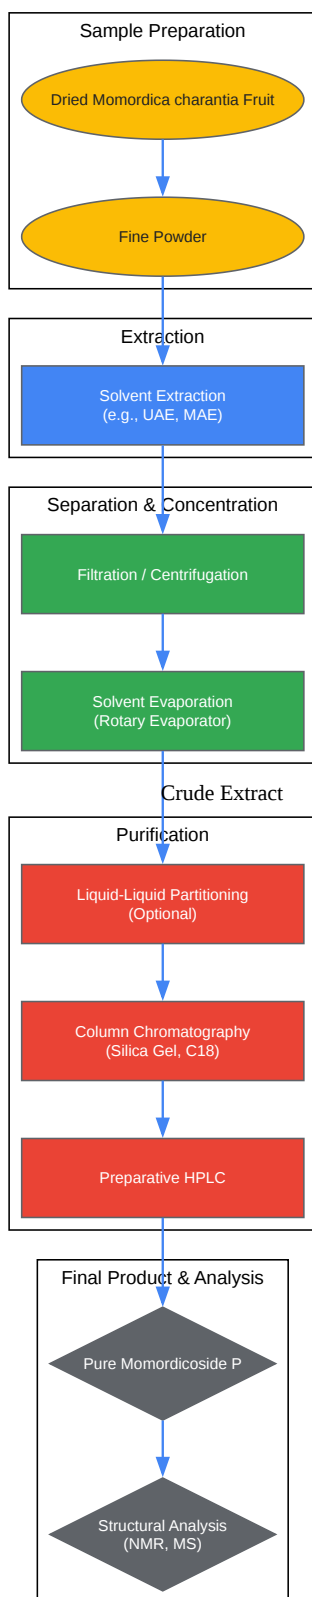 Sample Preparation
Dried Momordica charantia Fruit
Fine Powder
Extraction
Solvent Extraction
(e.g., UAE, MAE)
Separation & Concentration
Filtration / Centrifugation
Solvent Evaporation
(Rotary Evaporator)
Crude Extract
Purification
Liquid-Liquid Partitioning
(Optional)
Column Chromatography
(Silica Gel, C18)
Preparative HPLC
Final Product & Analysis
Pure Momordicoside P
Structural Analysis
(NMR, MS)